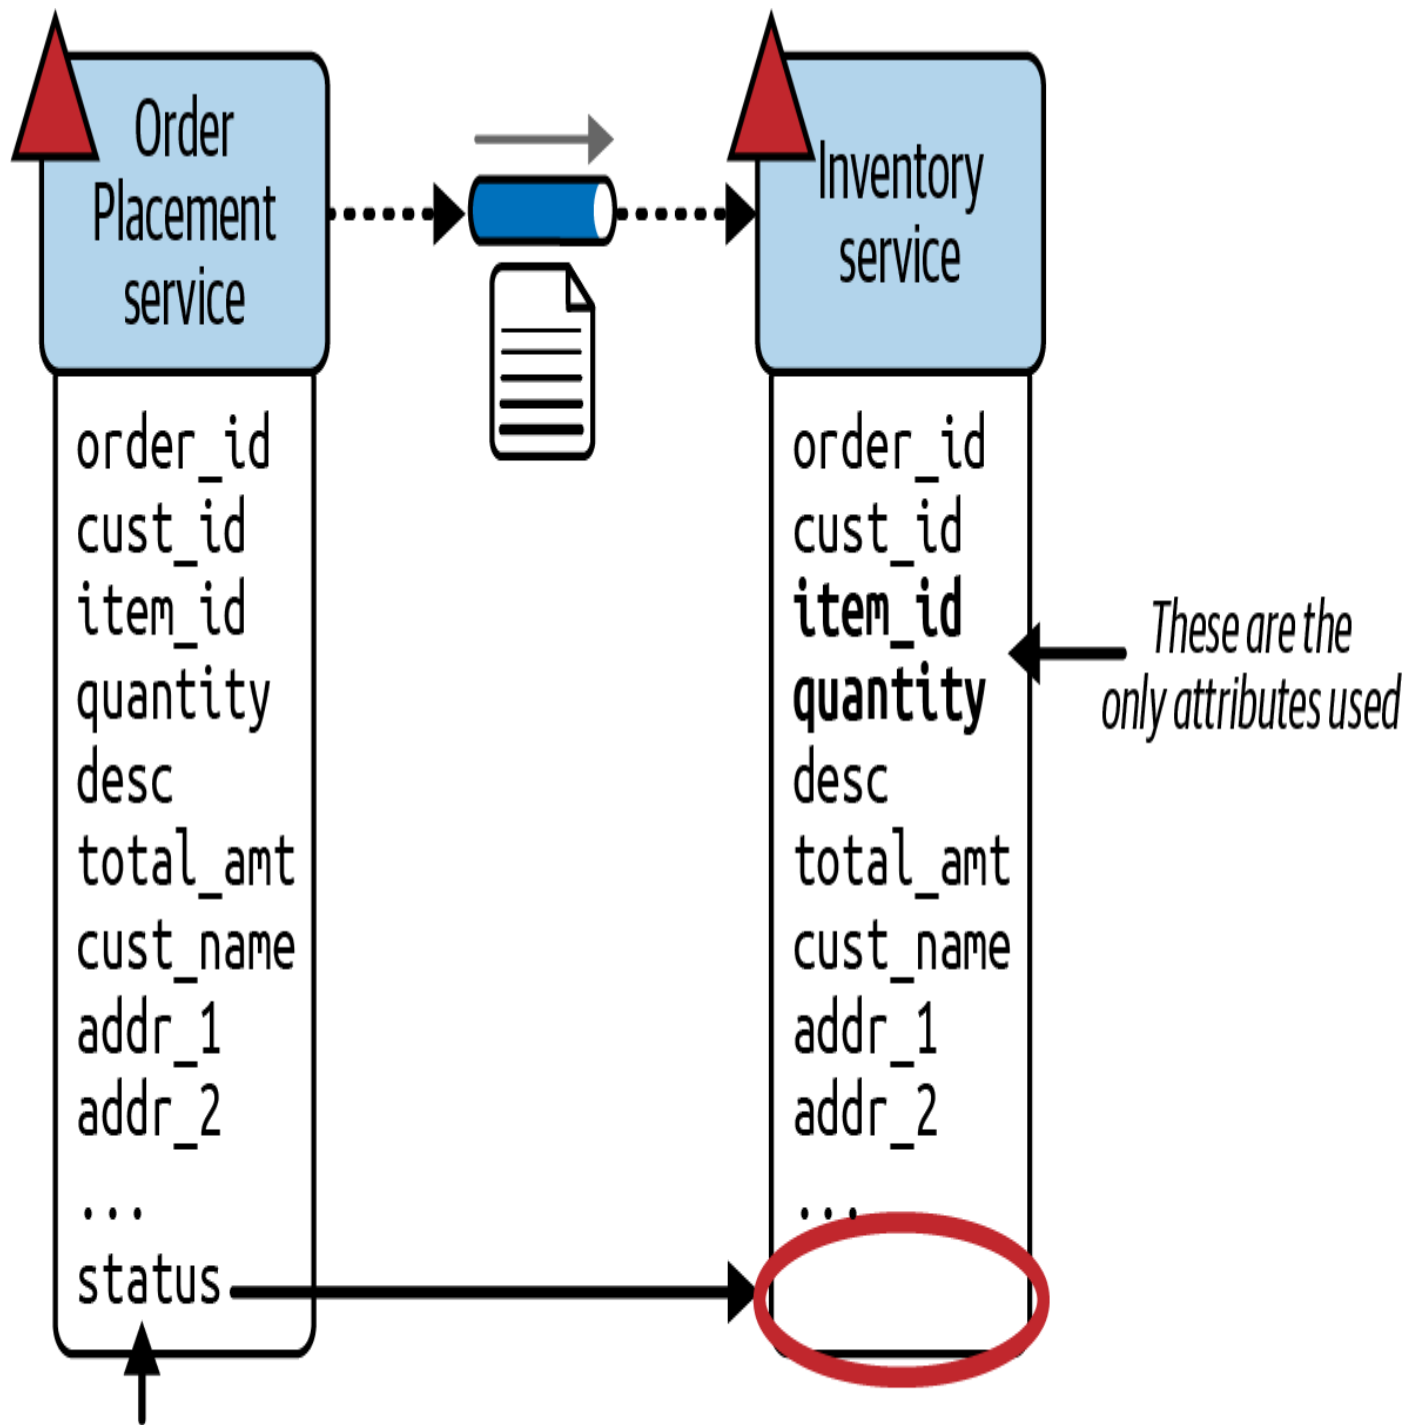 Order
Placement
service
Inventory
service
order_id
cust_id
item_id
quantity
desc
total_amt
cust_name
addr_1
addr_2
...
status
order_id
cust_id
item_id
quantity
desc
total_amt
cust_name
addr_1
addr_2
...
These are the
only attributes used